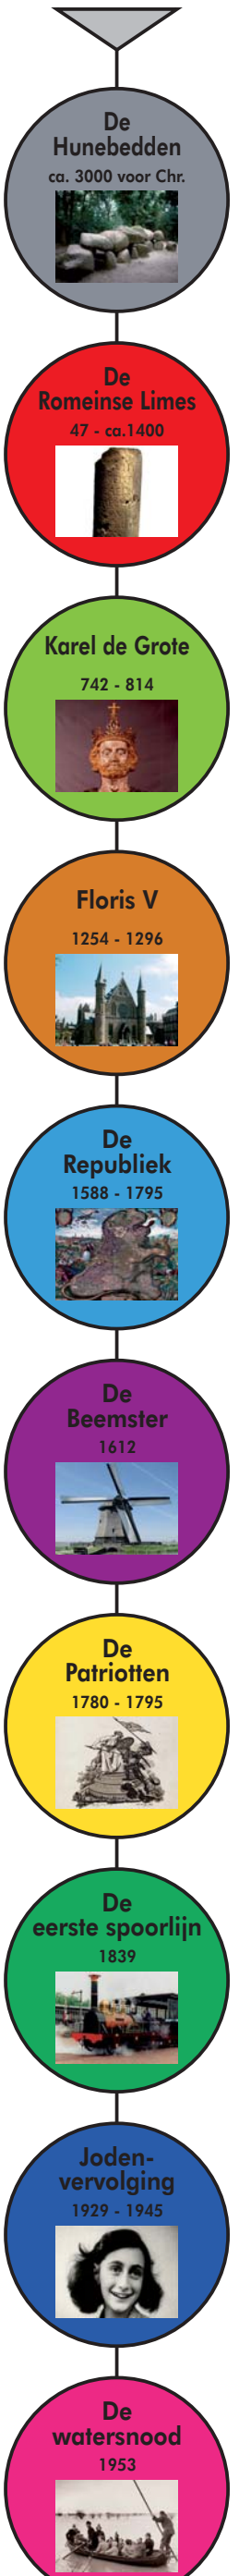 De
Hunebedden
ca. 3000 voor Chr.
De
Romeinse Limes
47 - ca.1400
Karel de Grote
742 - 814
Floris V
1254 - 1296
De
Republiek
1588 - 1795
De
Beemster
1612
De
Patriotten
1780 - 1795
De
eerste spoorlijn
1839
Joden-
vervolging
1929 - 1945
De
watersnood
1953